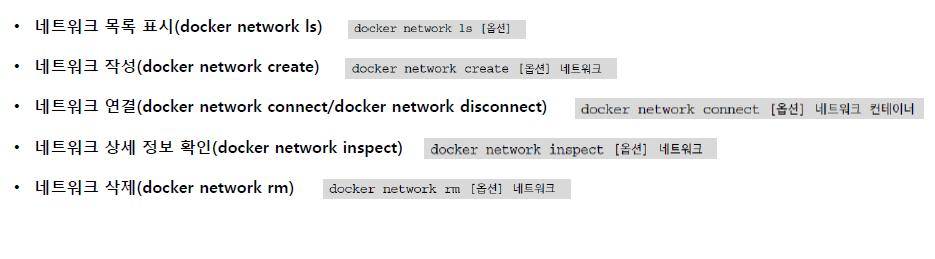 • 네트워크 목록 표시(docker network ls) docker network ls [옵션]
• 네트워크 작성(docker network create) docker network create [옵션] 네트워크
• 네트워크 연결(docker network connect/docker network disconnect) docker network connect [옵션] 네트워크 컨테이너
• 네트워크 상세 정보 확인(docker network inspect) docker network inspect [옵션] 네트워크
• 네트워크 삭제(docker network rm) docker network rm [옵션] 네트워크